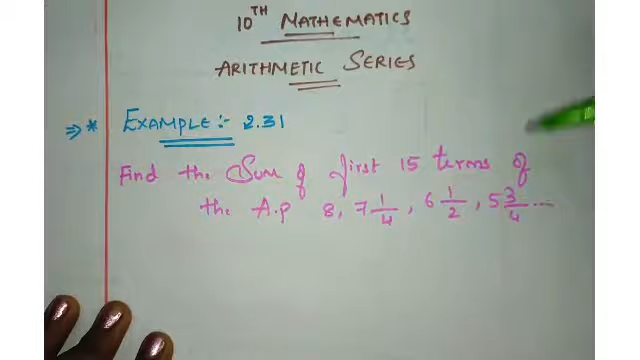 10TH MATHEMATICS
ARITHMETIC SERIES
⇒* EXAMPLE:- 2.31
Find the Sum of first 15 terms of
the A.p 8, 7 1/4, 6 1/2, 5 3/4 ...